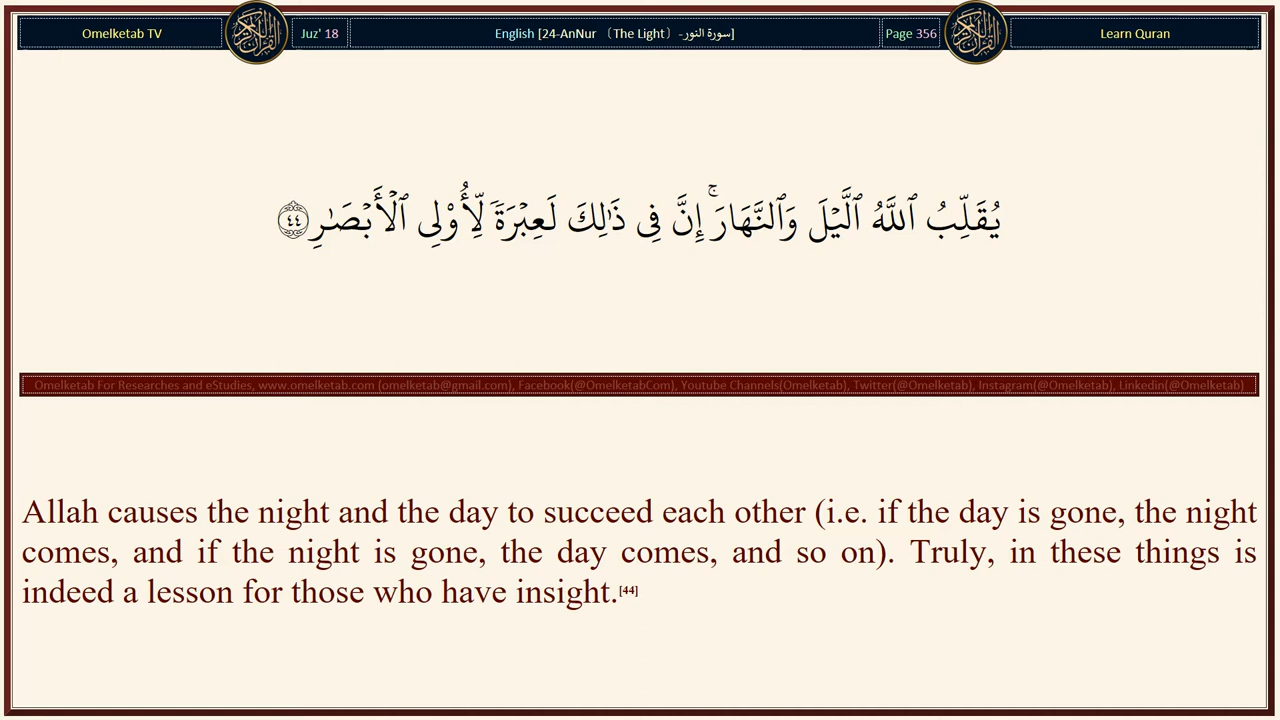 Omelketab TV
Juz' 18
English [24-AnNur （The Light） -سورة النور]
Page 356
Learn Quran
يُقَلِّبُ ٱللَّهُ ٱلَّيْلَ وَٱلنَّهَارَ ۚ إِنَّ فِى ذَٰلِكَ لَعِبْرَةً لِّأُو۟لِى ٱلْأَبْصَـٰرِ ٤٤
Omelketab For Researches and eStudies, www.omelketab.com (omelketab@gmail.com), Facebook(@OmelketabCom), Youtube Channels(Omelketab), Twitter(@Omelketab), Instagram(@Omelketab), Linkedin(@Omelketab)
Allah causes the night and the day to succeed each other (i.e. if the day is gone, the night
comes, and if the night is gone, the day comes, and so on). Truly, in these things is
indeed a lesson for those who have insight.[44]